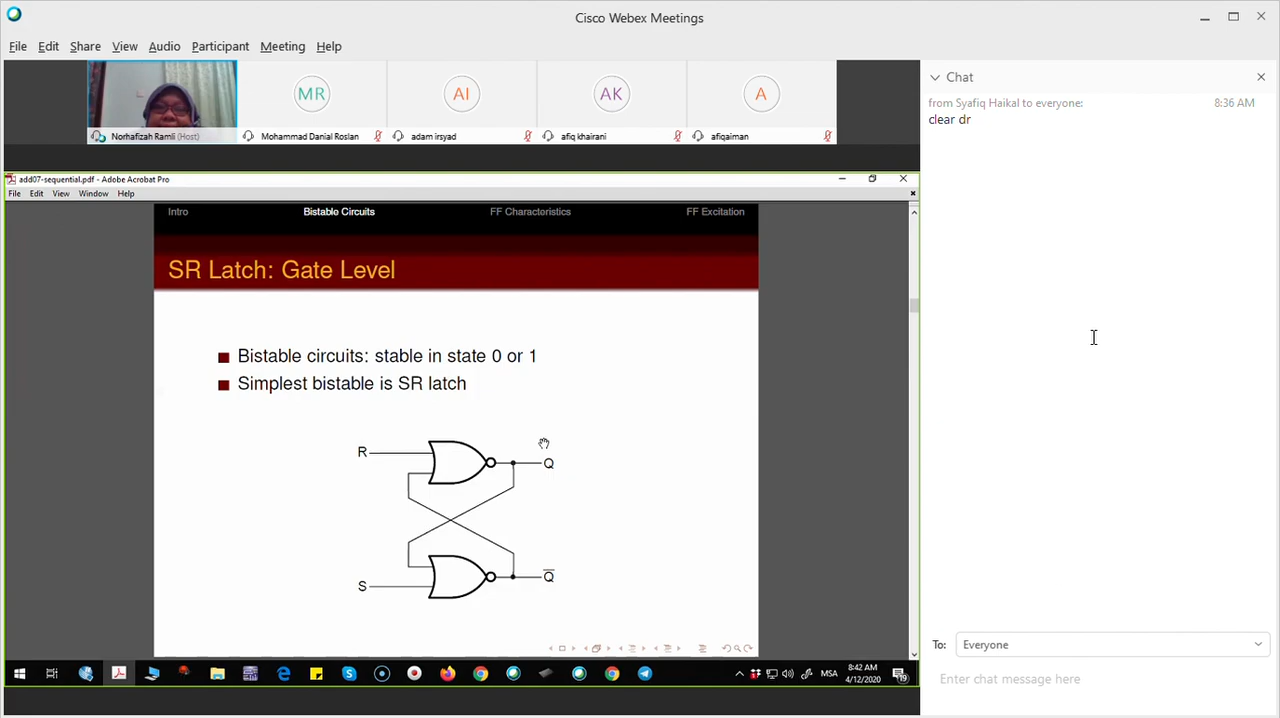 Cisco Webex Meetings
File Edit Share View Audio Participant Meeting Help
MR AI AK A
Norhafizah Ramli (Host) Mohammad Danial Roslan adam irsyad afiq khairani afiqaiman
Chat
from Syafiq Haikal to everyone: 8:36 AM
clear dr
add07-sequential.pdf - Adobe Acrobat Pro
File Edit View Window Help
Intro Bistable Circuits FF Characteristics FF Excitation
SR Latch: Gate Level
Bistable circuits: stable in state 0 or 1
Simplest bistable is SR latch
R
Q
S
Q̅
MSA
8:42 AM
4/12/2020
19
To: Everyone
Enter chat message here